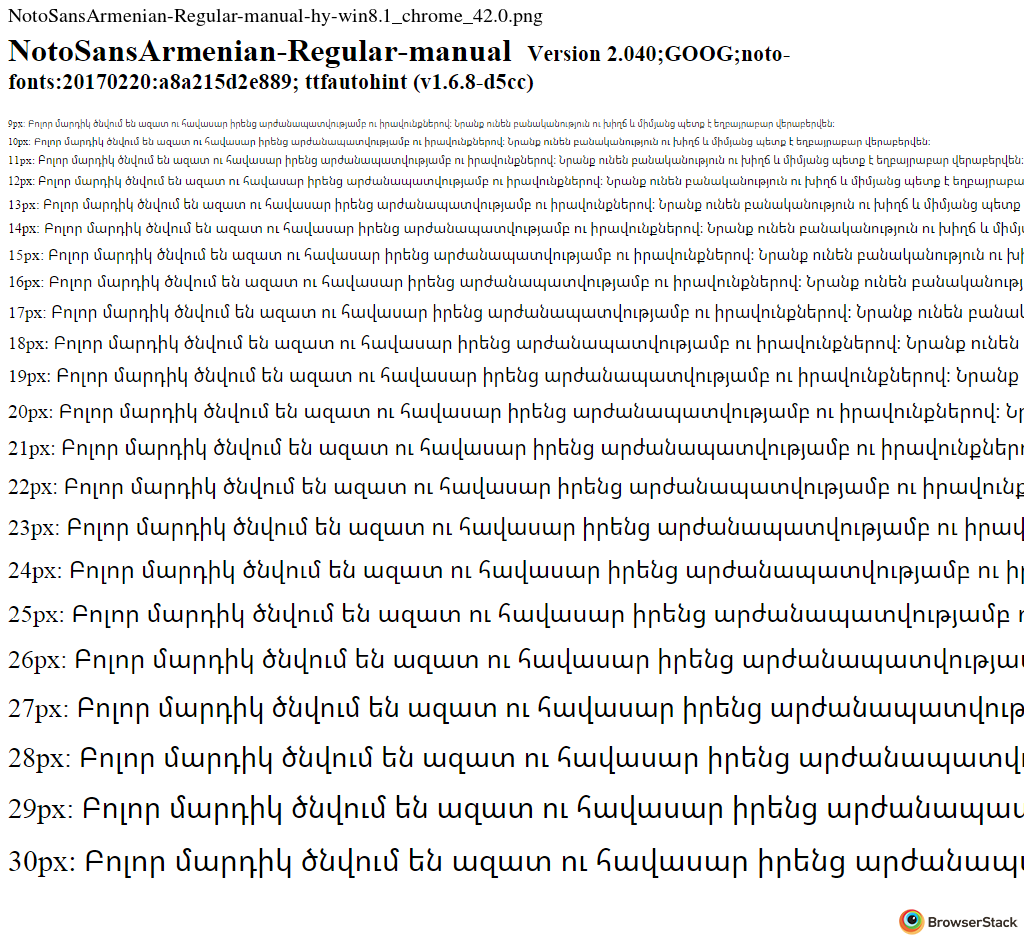 NotoSansArmenian-Regular-manual-hy-win8.1_chrome_42.0.png
NotoSansArmenian-Regular-manual Version 2.040;GOOG;noto-
fonts:20170220:a8a215d2e889; ttfautohint (v1.6.8-d5cc)
9px: Բոլոր մարդիկ ծնվում են ազատ ու հավասար իրենց արժանապատվությամբ ու իրավունքներով։ Նրանք ունեն բանականություն ու խիղճ և միմյանց պետք է եղբայրաբար վերաբերվեն։
10px: Բոլոր մարդիկ ծնվում են ազատ ու հավասար իրենց արժանապատվությամբ ու իրավունքներով։ Նրանք ունեն բանականություն ու խիղճ և միմյանց պետք է եղբայրաբար վերաբերվեն։
11px: Բոլոր մարդիկ ծնվում են ազատ ու հավասար իրենց արժանապատվությամբ ու իրավունքներով։ Նրանք ունեն բանականություն ու խիղճ և միմյանց պետք է եղբայրաբար վերաբերվեն։
12px: Բոլոր մարդիկ ծնվում են ազատ ու հավասար իրենց արժանապատվությամբ ու իրավունքներով։ Նրանք ունեն բանականություն ու խիղճ և միմյանց պետք է եղբայրաբա
13px: Բոլոր մարդիկ ծնվում են ազատ ու հավասար իրենց արժանապատվությամբ ու իրավունքներով։ Նրանք ունեն բանականություն ու խիղճ և միմյանց պետք
14px: Բոլոր մարդիկ ծնվում են ազատ ու հավասար իրենց արժանապատվությամբ ու իրավունքներով։ Նրանք ունեն բանականություն ու խիղճ և միմյ
15px: Բոլոր մարդիկ ծնվում են ազատ ու հավասար իրենց արժանապատվությամբ ու իրավունքներով։ Նրանք ունեն բանականություն ու խի
16px: Բոլոր մարդիկ ծնվում են ազատ ու հավասար իրենց արժանապատվությամբ ու իրավունքներով։ Նրանք ունեն բանականությ
17px: Բոլոր մարդիկ ծնվում են ազատ ու հավասար իրենց արժանապատվությամբ ու իրավունքներով։ Նրանք ունեն բանակ
18px: Բոլոր մարդիկ ծնվում են ազատ ու հավասար իրենց արժանապատվությամբ ու իրավունքներով։ Նրանք ունեն
19px: Բոլոր մարդիկ ծնվում են ազատ ու հավասար իրենց արժանապատվությամբ ու իրավունքներով։ Նրանք
20px: Բոլոր մարդիկ ծնվում են ազատ ու հավասար իրենց արժանապատվությամբ ու իրավունքներով։ Նր
21px: Բոլոր մարդիկ ծնվում են ազատ ու հավասար իրենց արժանապատվությամբ ու իրավունքներ
22px: Բոլոր մարդիկ ծնվում են ազատ ու հավասար իրենց արժանապատվությամբ ու իրավունք
23px: Բոլոր մարդիկ ծնվում են ազատ ու հավասար իրենց արժանապատվությամբ ու իրավ
24px: Բոլոր մարդիկ ծնվում են ազատ ու հավասար իրենց արժանապատվությամբ ու իր
25px: Բոլոր մարդիկ ծնվում են ազատ ու հավասար իրենց արժանապատվությամբ
26px: Բոլոր մարդիկ ծնվում են ազատ ու հավասար իրենց արժանապատվությա
27px: Բոլոր մարդիկ ծնվում են ազատ ու հավասար իրենց արժանապատվութ
28px: Բոլոր մարդիկ ծնվում են ազատ ու հավասար իրենց արժանապատվ
29px: Բոլոր մարդիկ ծնվում են ազատ ու հավասար իրենց արժանապատ
30px: Բոլոր մարդիկ ծնվում են ազատ ու հավասար իրենց արժանապ
BrowserStack